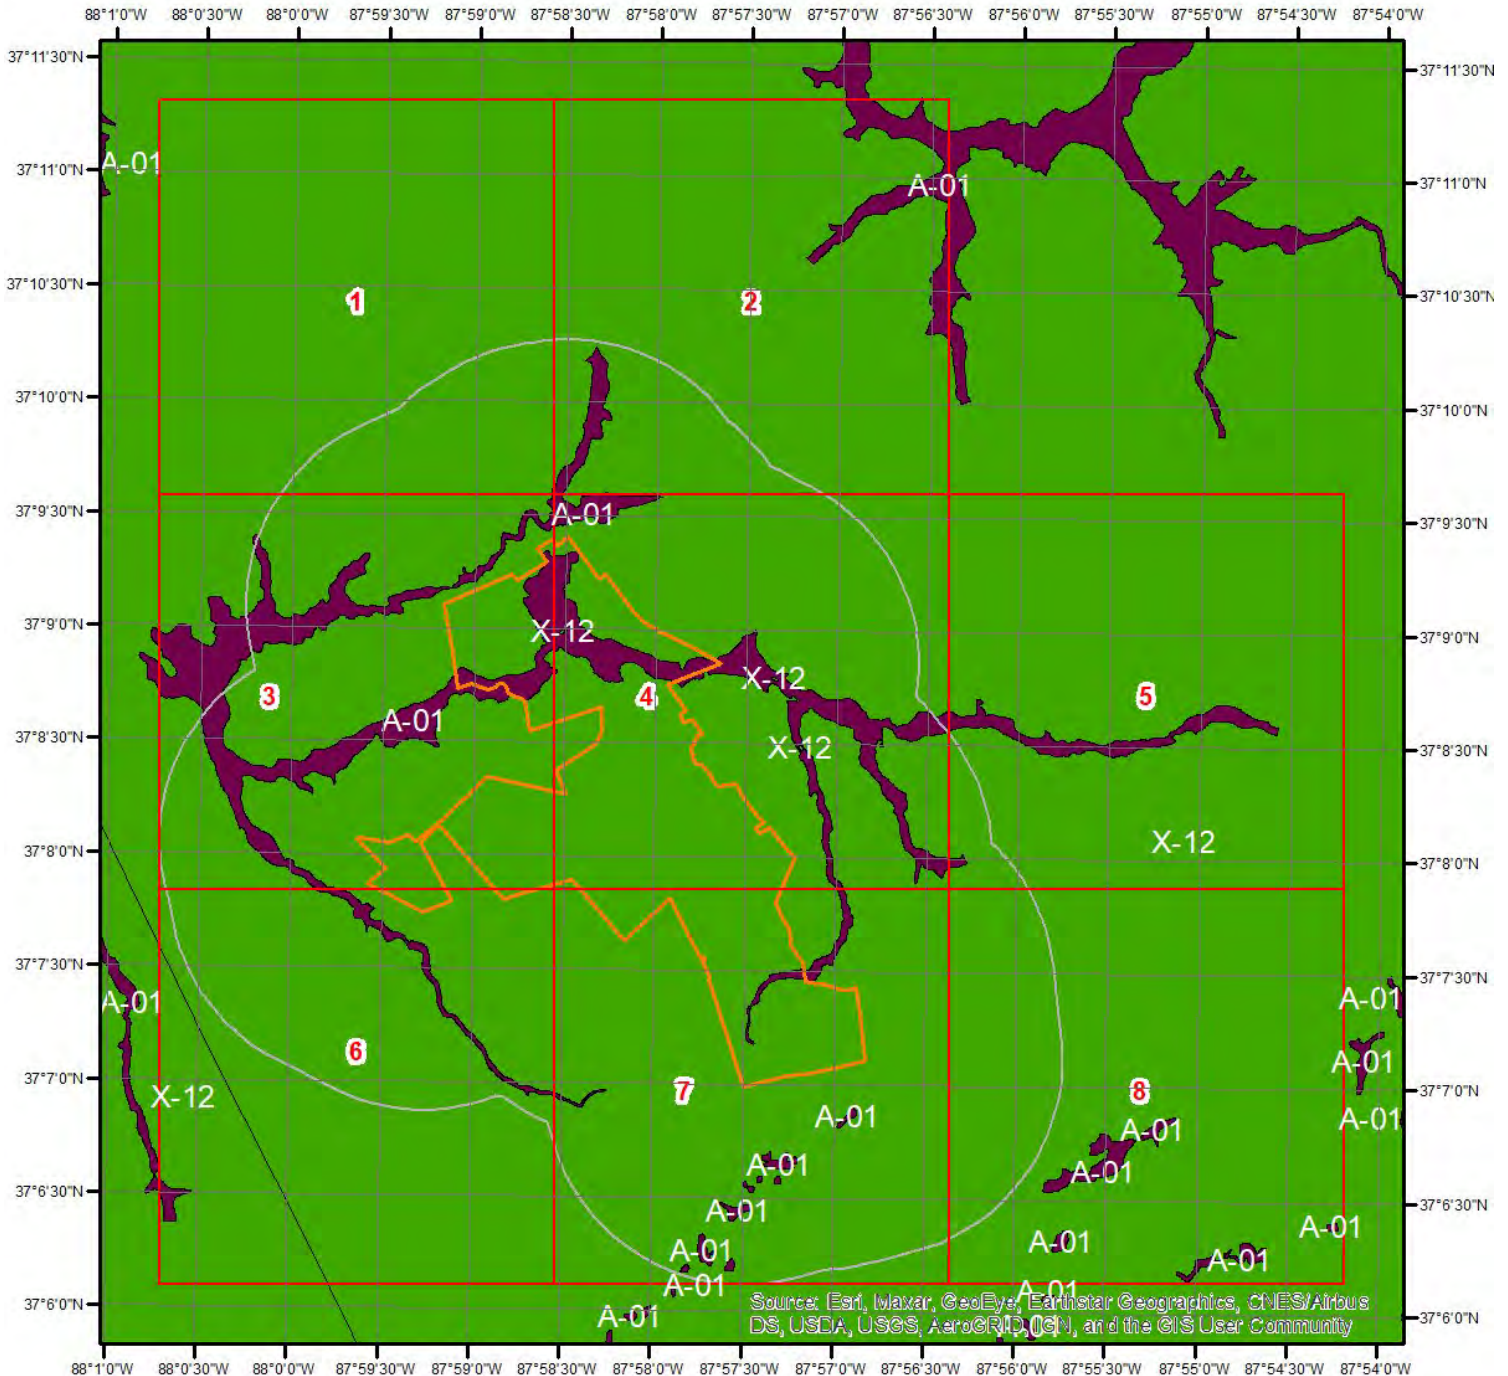 88°1'0"W 88°0'30"W 88°0'0"W 87°59'30"W 87°59'0"W 87°58'30"W 87°58'0"W 87°57'30"W 87°57'0"W 87°56'30"W 87°56'0"W 87°55'30"W 87°55'0"W 87°54'30"W 87°54'0"W
37°11'30"N 37°11'30"N
A-01
37°11'0"N 37°11'0"N
A-01
37°10'30"N 37°10'30"N
1 2
37°10'0"N 37°10'0"N
37°9'30"N A-01 37°9'30"N
37°9'0"N X-12 37°9'0"N
X-12
3 4 5
A-01
37°8'30"N X-12 37°8'30"N
X-12
37°8'0"N 37°8'0"N
37°7'30"N 37°7'30"N
A-01 A-01
6 A-01
37°7'0"N X-12 7 8 37°7'0"N
A-01 A-01
A-01
A-01 A-01
37°6'30"N 37°6'30"N
A-01
A-01 A-01
A-01 A-01
A-01 A-01
37°6'0"N A-01 37°6'0"N
Source: Esri, Maxar, GeoEye, Earthstar Geographics, CNES/Airbus
DS, USDA, USGS, AeroGRID, IGN, and the GIS User Community
88°1'0"W 88°0'30"W 88°0'0"W 87°59'30"W 87°59'0"W 87°58'30"W 87°58'0"W 87°57'30"W 87°57'0"W 87°56'30"W 87°56'0"W 87°55'30"W 87°55'0"W 87°54'30"W 87°54'0"W